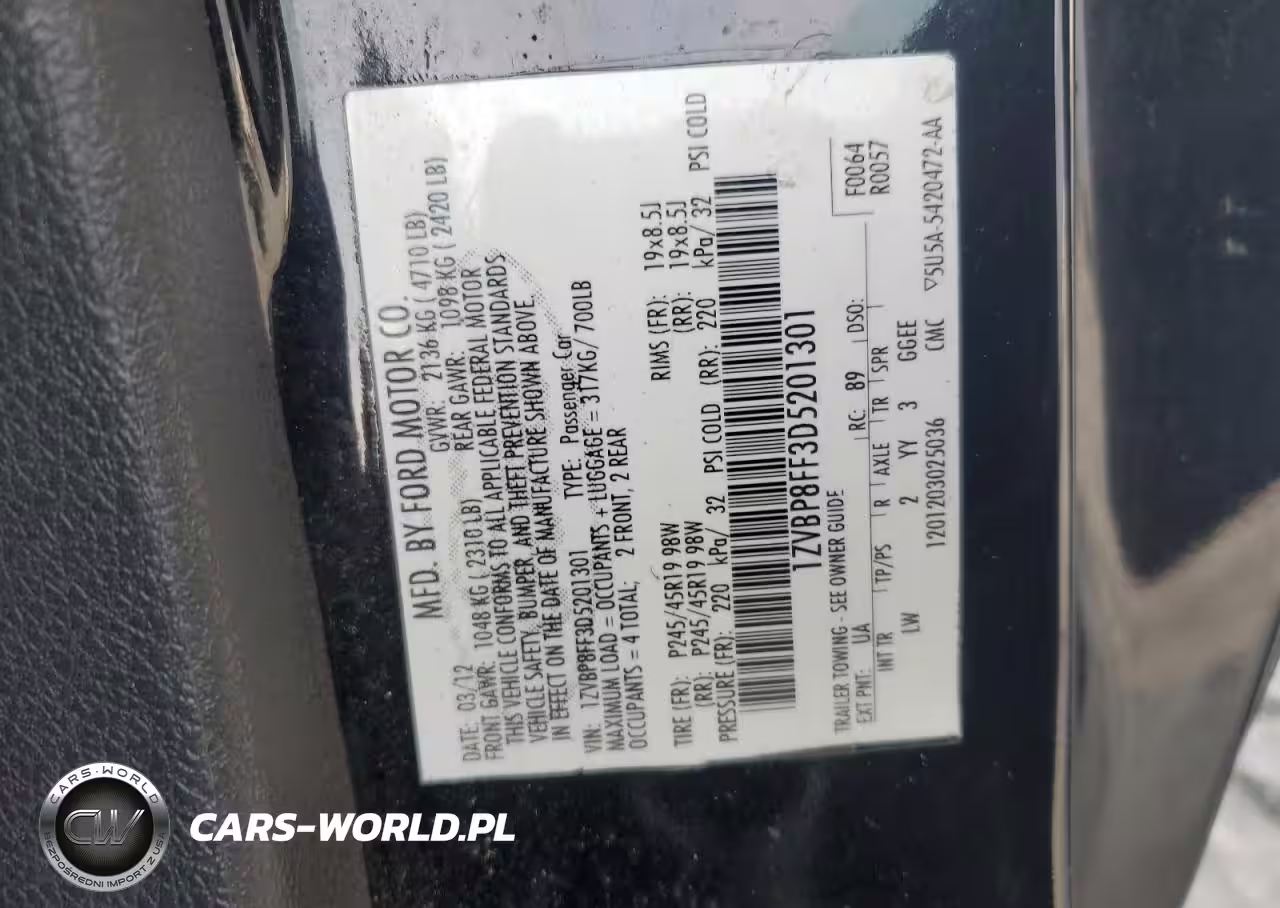 MFD. BY FORD MOTOR CO.
DATE: 03/12 GVWR: 2136 KG ( 4710 LB)
FRONT GAWR: 1048 KG ( 2310 LB) REAR GAWR: 1098 KG ( 2420 LB)
THIS VEHICLE CONFORMS TO ALL APPLICABLE FEDERAL MOTOR
VEHICLE SAFETY, BUMPER, AND THEFT PREVENTION STANDARDS
IN EFFECT ON THE DATE OF MANUFACTURE SHOWN ABOVE.
VIN: 1ZVBP8FF3D5201301 TYPE: Passenger Car
MAXIMUM LOAD = OCCUPANTS + LUGGAGE = 317KG/700LB
OCCUPANTS = 4 TOTAL; 2 FRONT, 2 REAR
TIRE (FR): P245/45R19 98W RIMS (FR): 19x8.5J
(RR): P245/45R19 98W (RR): 19x8.5J
PRESSURE (FR): 220 kPa/ 32 PSI COLD (RR): 220 kPa/ 32 PSI COLD
1ZVBP8FF3D5201301
TRAILER TOWING - SEE OWNER GUIDE F0064
EXT PNT: UA RC: 89 DSO: R0057
INT TR TP/PS R AXLE TR SPR
LW 2 YY 3 GGEE
1201203025036 CMC ▽5U5A-5420472-AA
CARS-WORLD
CW
BEZPOŚREDNI IMPORT Z USA
CARS-WORLD.PL